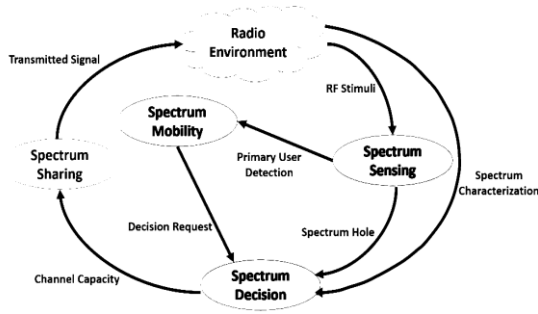 Radio
Environment
Transmitted Signal
RF Stimuli
Spectrum
Mobility
Spectrum
Sharing
Primary User
Detection
Spectrum
Sensing
Spectrum
Characterization
Decision Request
Spectrum Hole
Channel Capacity
Spectrum
Decision